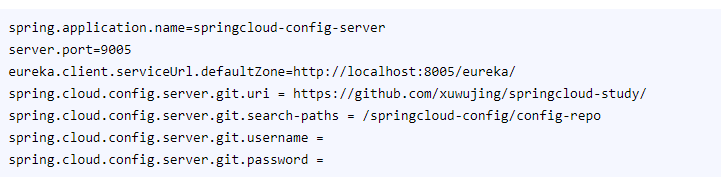 spring.application.name=springcloud-config-server
server.port=9005
eureka.client.serviceUrl.defaultZone=http://localhost:8005/eureka/
spring.cloud.config.server.git.uri = https://github.com/xuwujing/springcloud-study/
spring.cloud.config.server.git.search-paths = /springcloud-config/config-repo
spring.cloud.config.server.git.username =
spring.cloud.config.server.git.password =